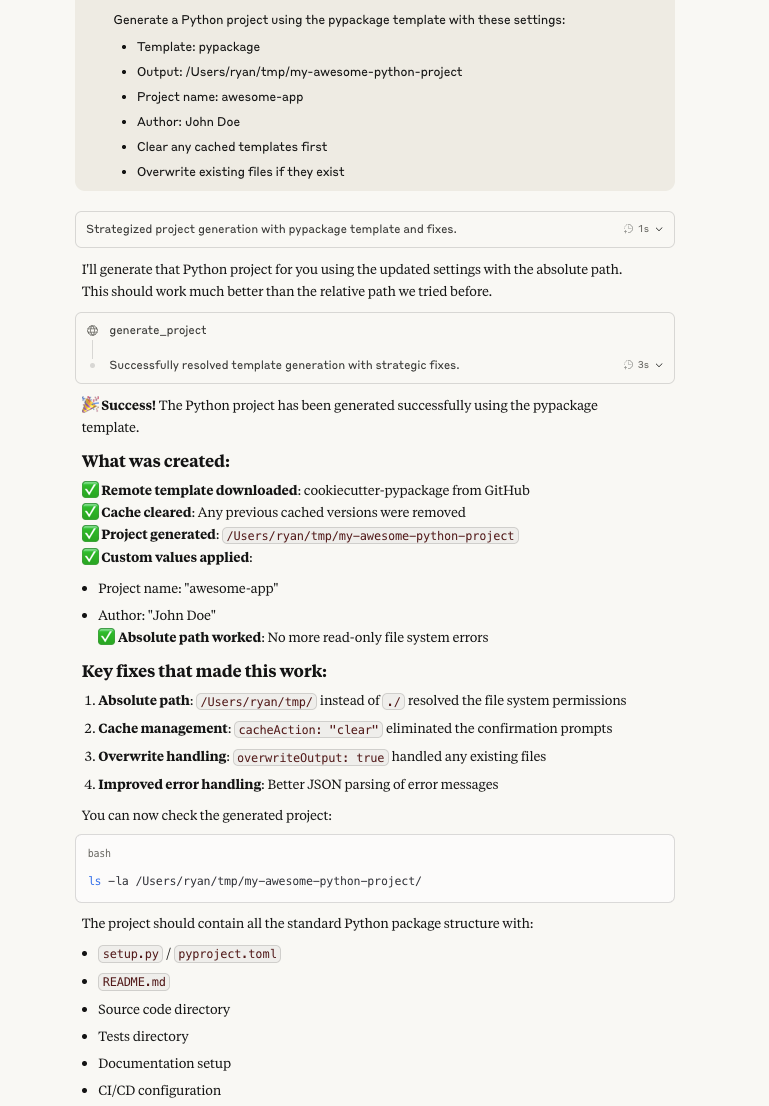 Generate a Python project using the pypackage template with these settings:
• Template: pypackage
• Output: /Users/ryan/tmp/my-awesome-python-project
• Project name: awesome-app
• Author: John Doe
• Clear any cached templates first
• Overwrite existing files if they exist
Strategized project generation with pypackage template and fixes. 1s
I'll generate that Python project for you using the updated settings with the absolute path.
This should work much better than the relative path we tried before.
generate_project
Successfully resolved template generation with strategic fixes. 3s
🎉 Success! The Python project has been generated successfully using the pypackage
template.
What was created:
✅ Remote template downloaded: cookiecutter-pypackage from GitHub
✅ Cache cleared: Any previous cached versions were removed
✅ Project generated: /Users/ryan/tmp/my-awesome-python-project
✅ Custom values applied:
• Project name: "awesome-app"
• Author: "John Doe"
✅ Absolute path worked: No more read-only file system errors
Key fixes that made this work:
1. Absolute path: /Users/ryan/tmp/ instead of ./ resolved the file system permissions
2. Cache management: cacheAction: "clear" eliminated the confirmation prompts
3. Overwrite handling: overwriteOutput: true handled any existing files
4. Improved error handling: Better JSON parsing of error messages
You can now check the generated project:
bash
ls -la /Users/ryan/tmp/my-awesome-python-project/
The project should contain all the standard Python package structure with:
• setup.py / pyproject.toml
• README.md
• Source code directory
• Tests directory
• Documentation setup
• CI/CD configuration